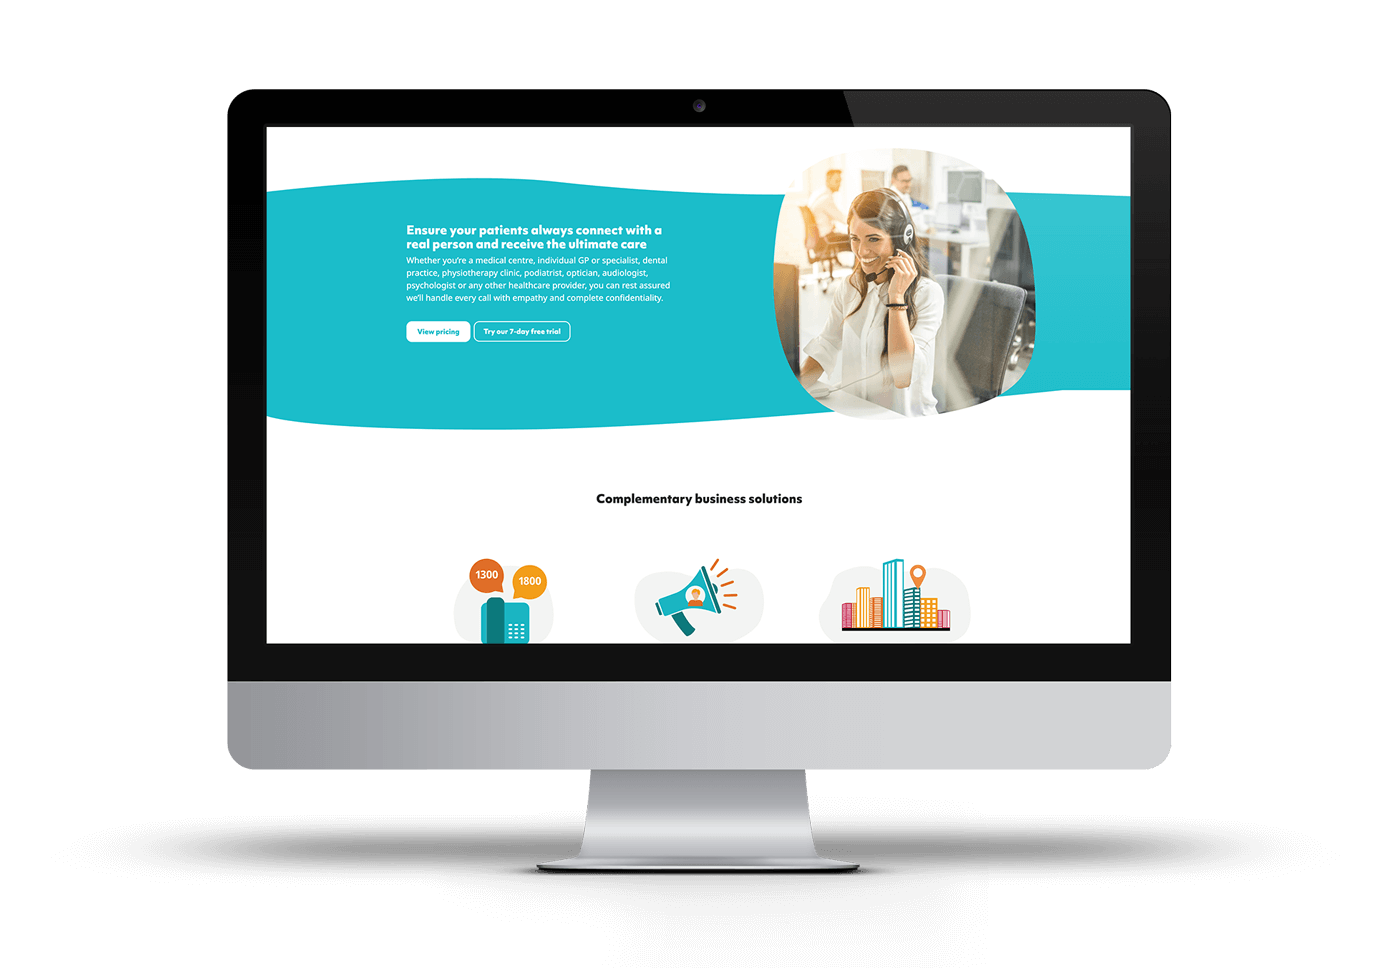 Ensure your patients always connect with a
real person and receive the ultimate care
Whether you're a medical centre, individual GP or specialist, dental
practice, physiotherapy clinic, podiatrist, optician, audiologist,
psychologist or any other healthcare provider, you can rest assured
we'll handle every call with empathy and complete confidentiality.
View pricing
Try our 7-day free trial
Complementary business solutions
1300
1800